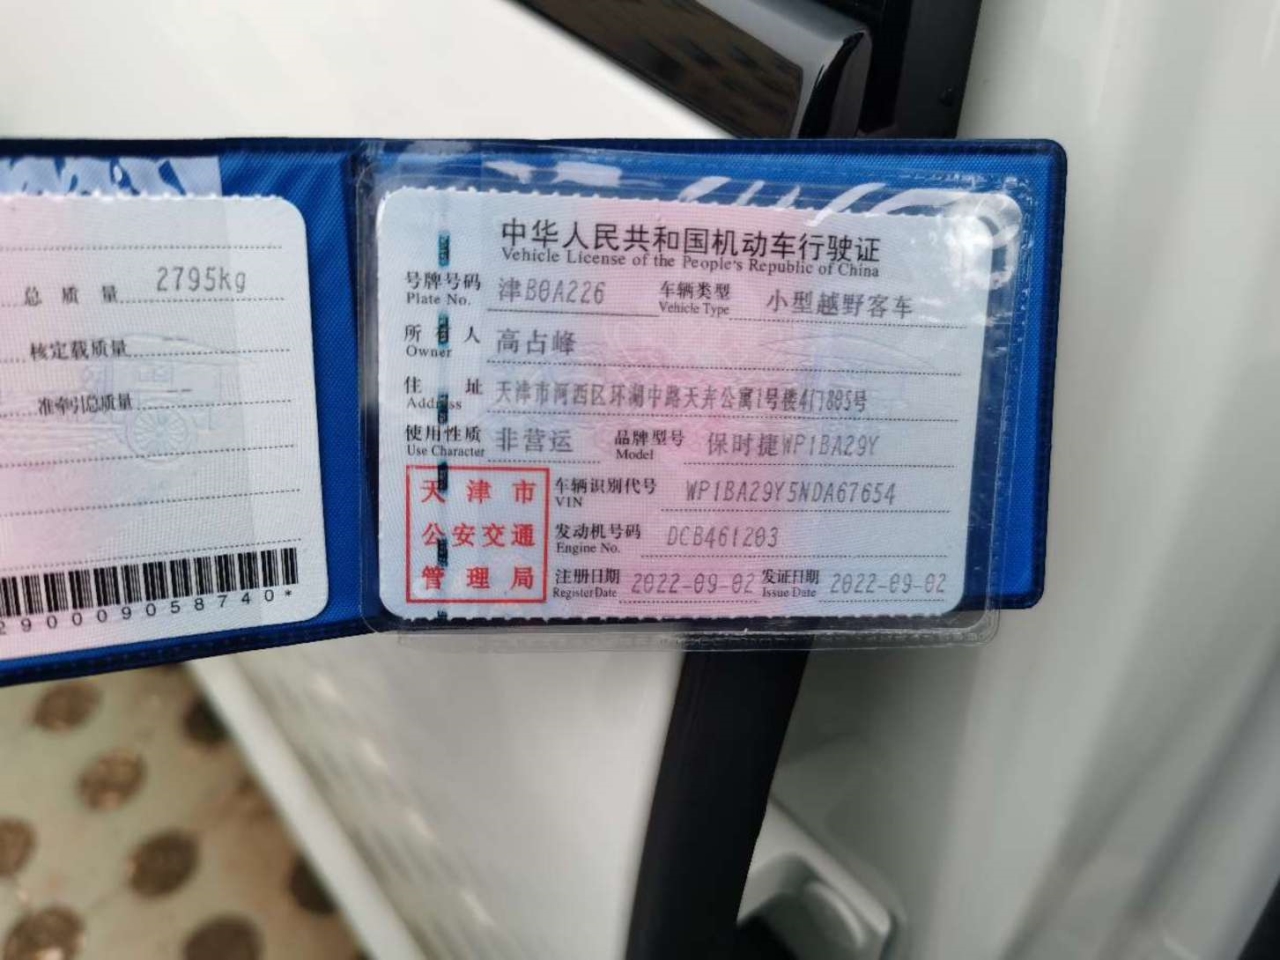 总 质 量 2795kg
核定载质量
准牵引总质量 --
290009058740*
中华人民共和国机动车行驶证
Vehicle License of the People's Republic of China
号牌号码 津B0A226 车辆类型 小型越野客车
Plate No. Vehicle Type
所有人 高占峰
Owner
住 址 天津市河西区环湖中路天卉公寓1号楼4门805号
Address
使用性质 非营运 品牌型号 保时捷WP1BA29Y
Use Character Model
天津市
公安交通
管理局
车辆识别代号 WP1BA29Y5NDA67654
VIN
发动机号码 DCB461203
Engine No.
注册日期 2022-09-02 发证日期 2022-09-02
Register Date Issue Date